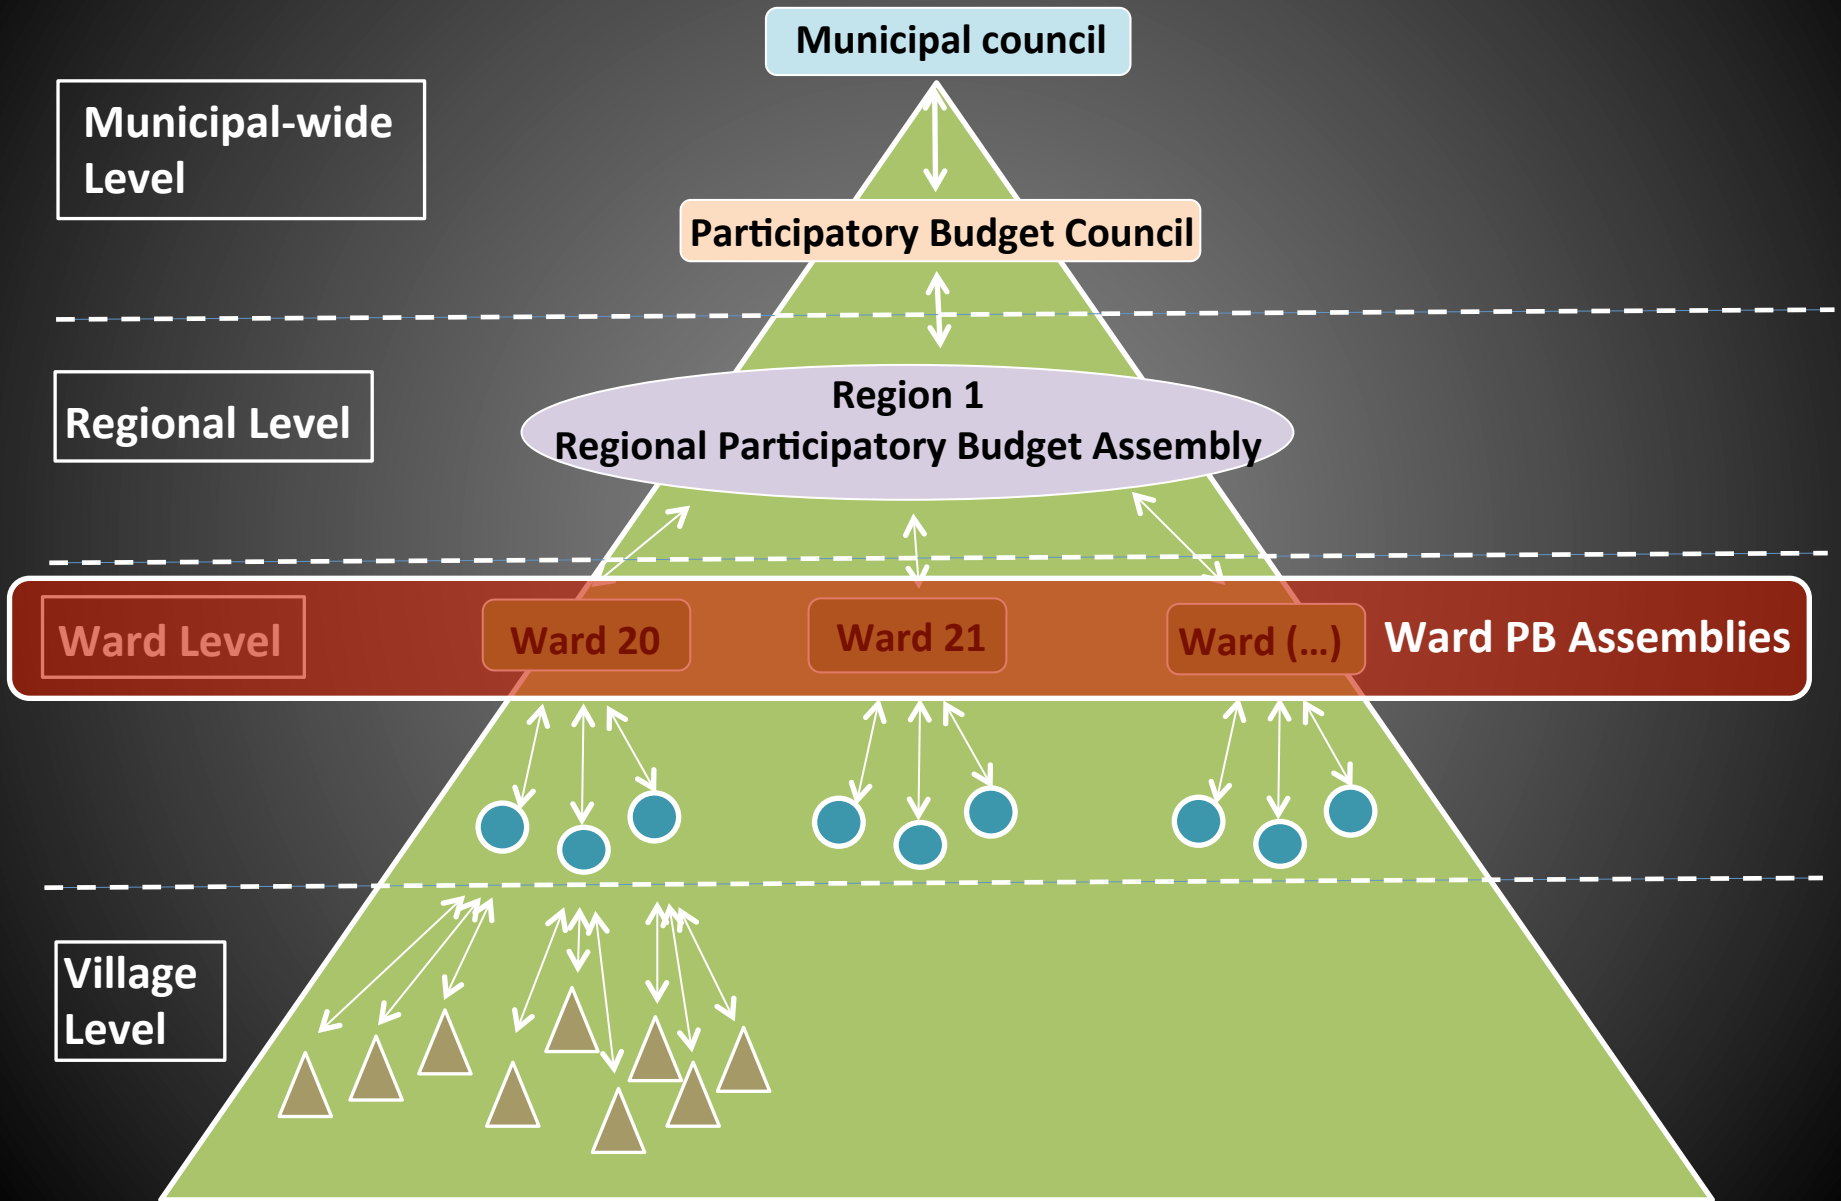 Municipal council
Municipal-wide
Level
Participatory Budget Council
Regional Level
Region 1
Regional Participatory Budget Assembly
Ward Level
Ward 20
Ward 21
Ward (...)
Ward PB Assemblies
Village
Level